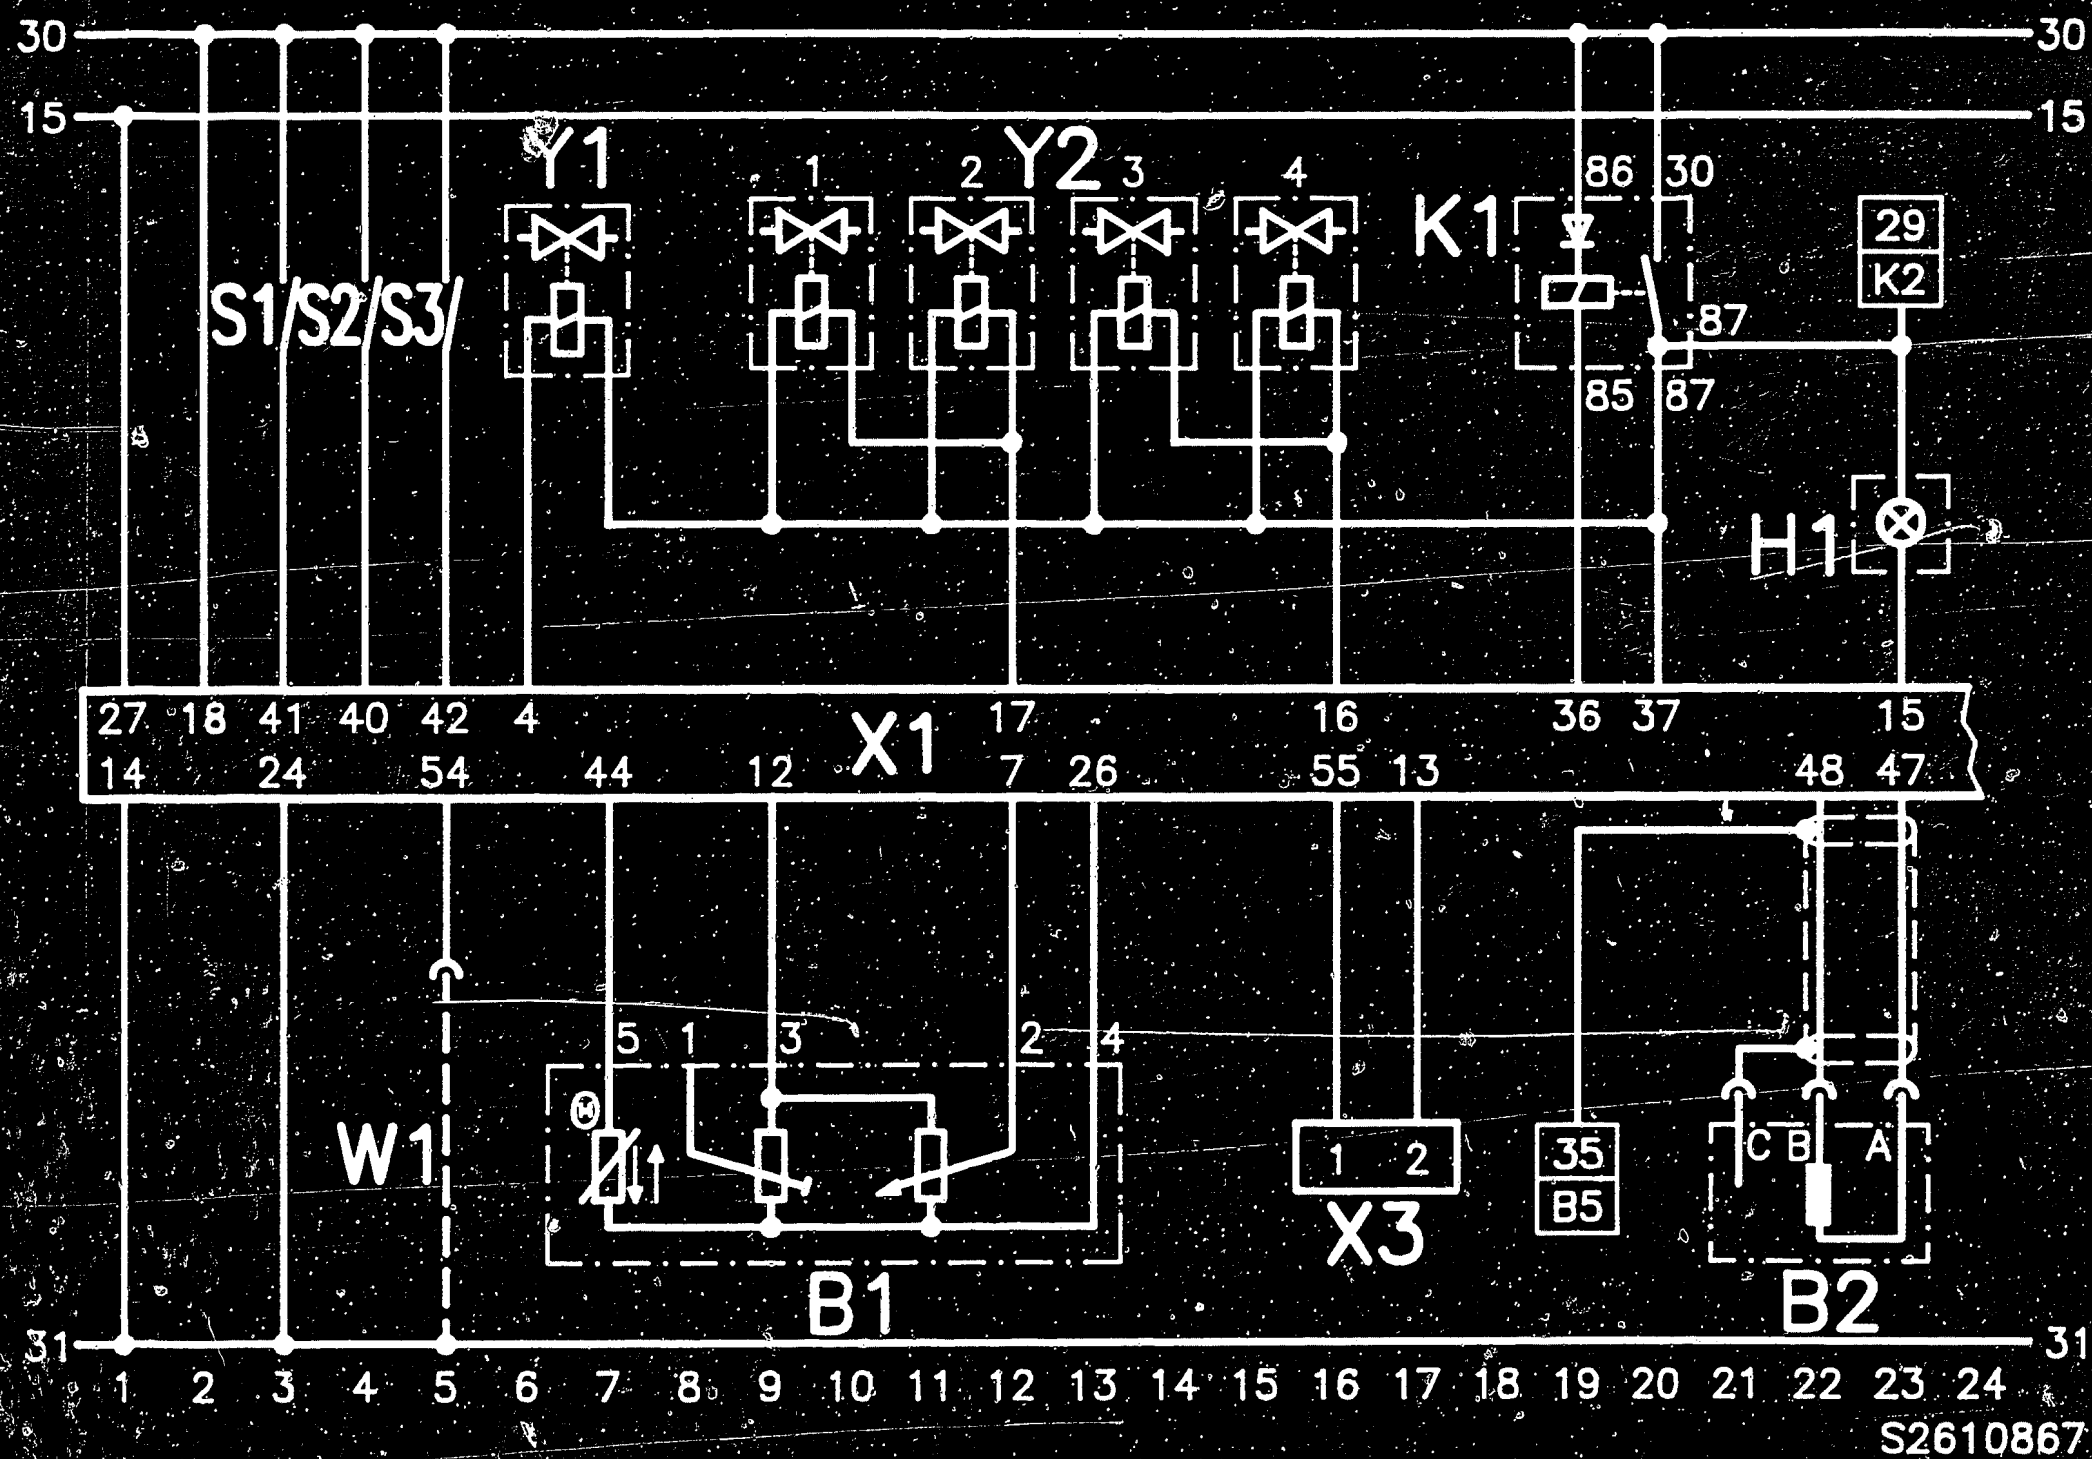 30 30
15 15
Y1 1 2 Y2 3 4 86 30
K1 29
K2
S1/S2/S3/ 87
85 87
H1
27 18 41 40 42 4 X1 17 16 36 37 15
14 24 54 44 12 7 26 55 13 48 47
5 1 3 2 4
Θ
W1 1 2 35 C B A
B5
X3
B1 B2
31 31
1 2 3 4 5 6 7 8 9 10 11 12 13 14 15 16 17 18 19 20 21 22 23 24
S2610867